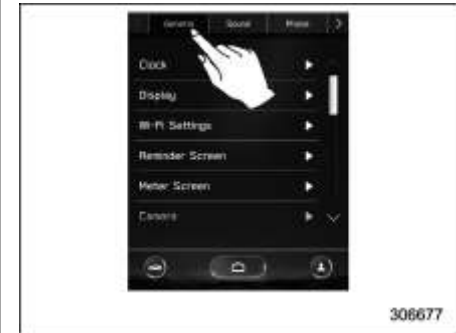 General Sound Phone
Clock
Display
Wi-Fi Settings
Reminder Screen
Meter Screen
Camera
306677